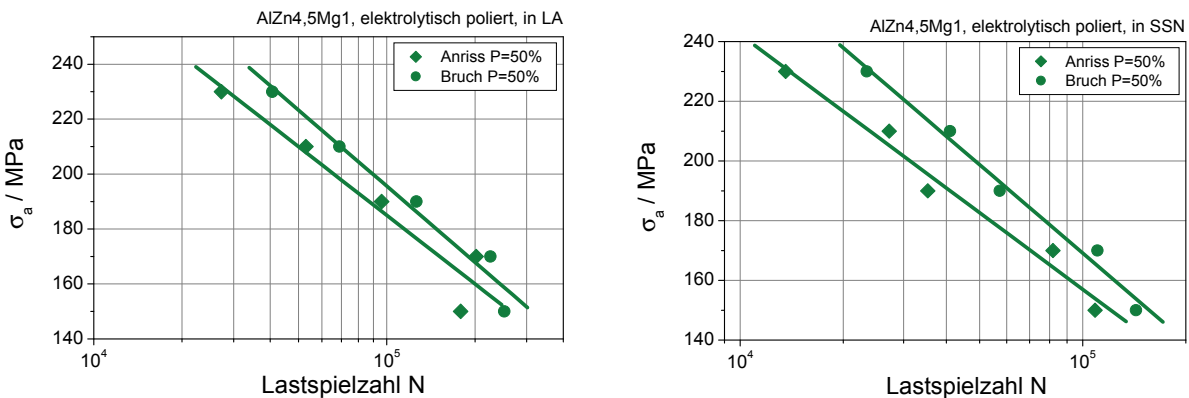 AlZn4,5Mg1, elektrolytisch poliert, in LA
Anriss P=50%
Bruch P=50%
240
220
200
180
160
140
σa / MPa
10^4
10^5
Lastspielzahl N
AlZn4,5Mg1, elektrolytisch poliert, in SSN
Anriss P=50%
Bruch P=50%
240
220
200
180
160
140
σa / MPa
10^4
10^5
Lastspielzahl N